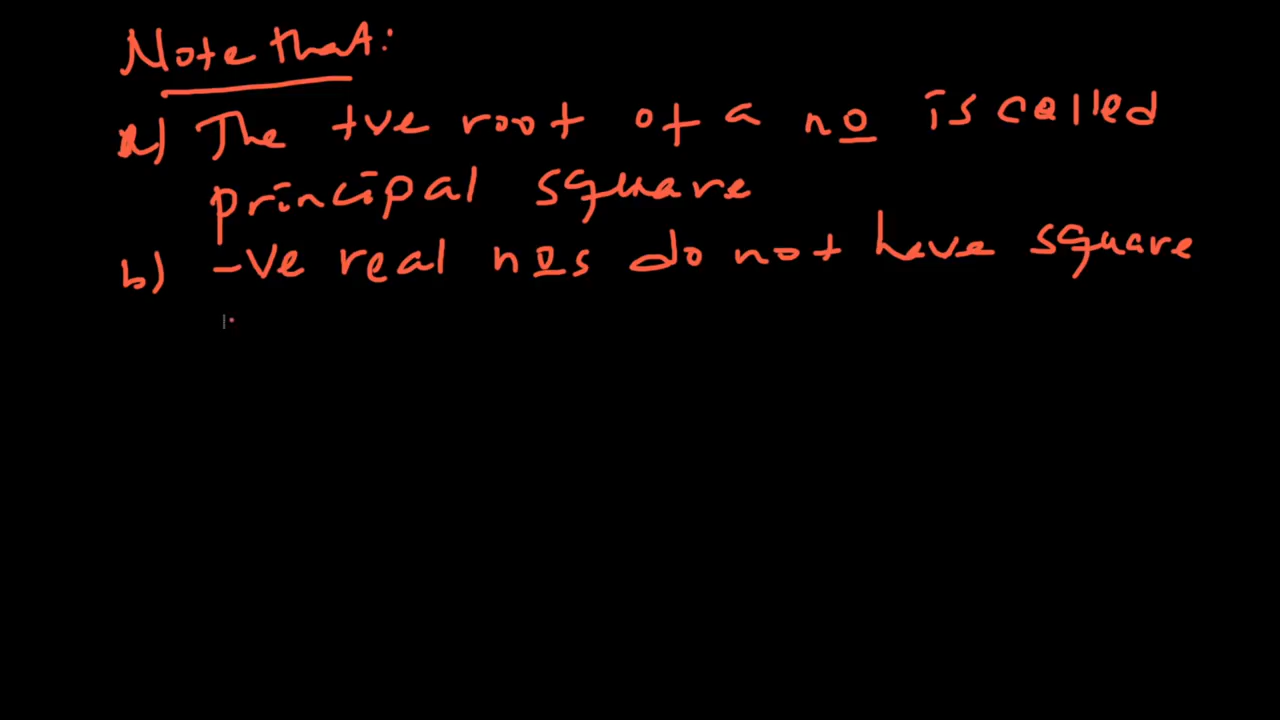 Note that:
a) The +ve root of a no is called
principal square
b) -ve real nos do not have square